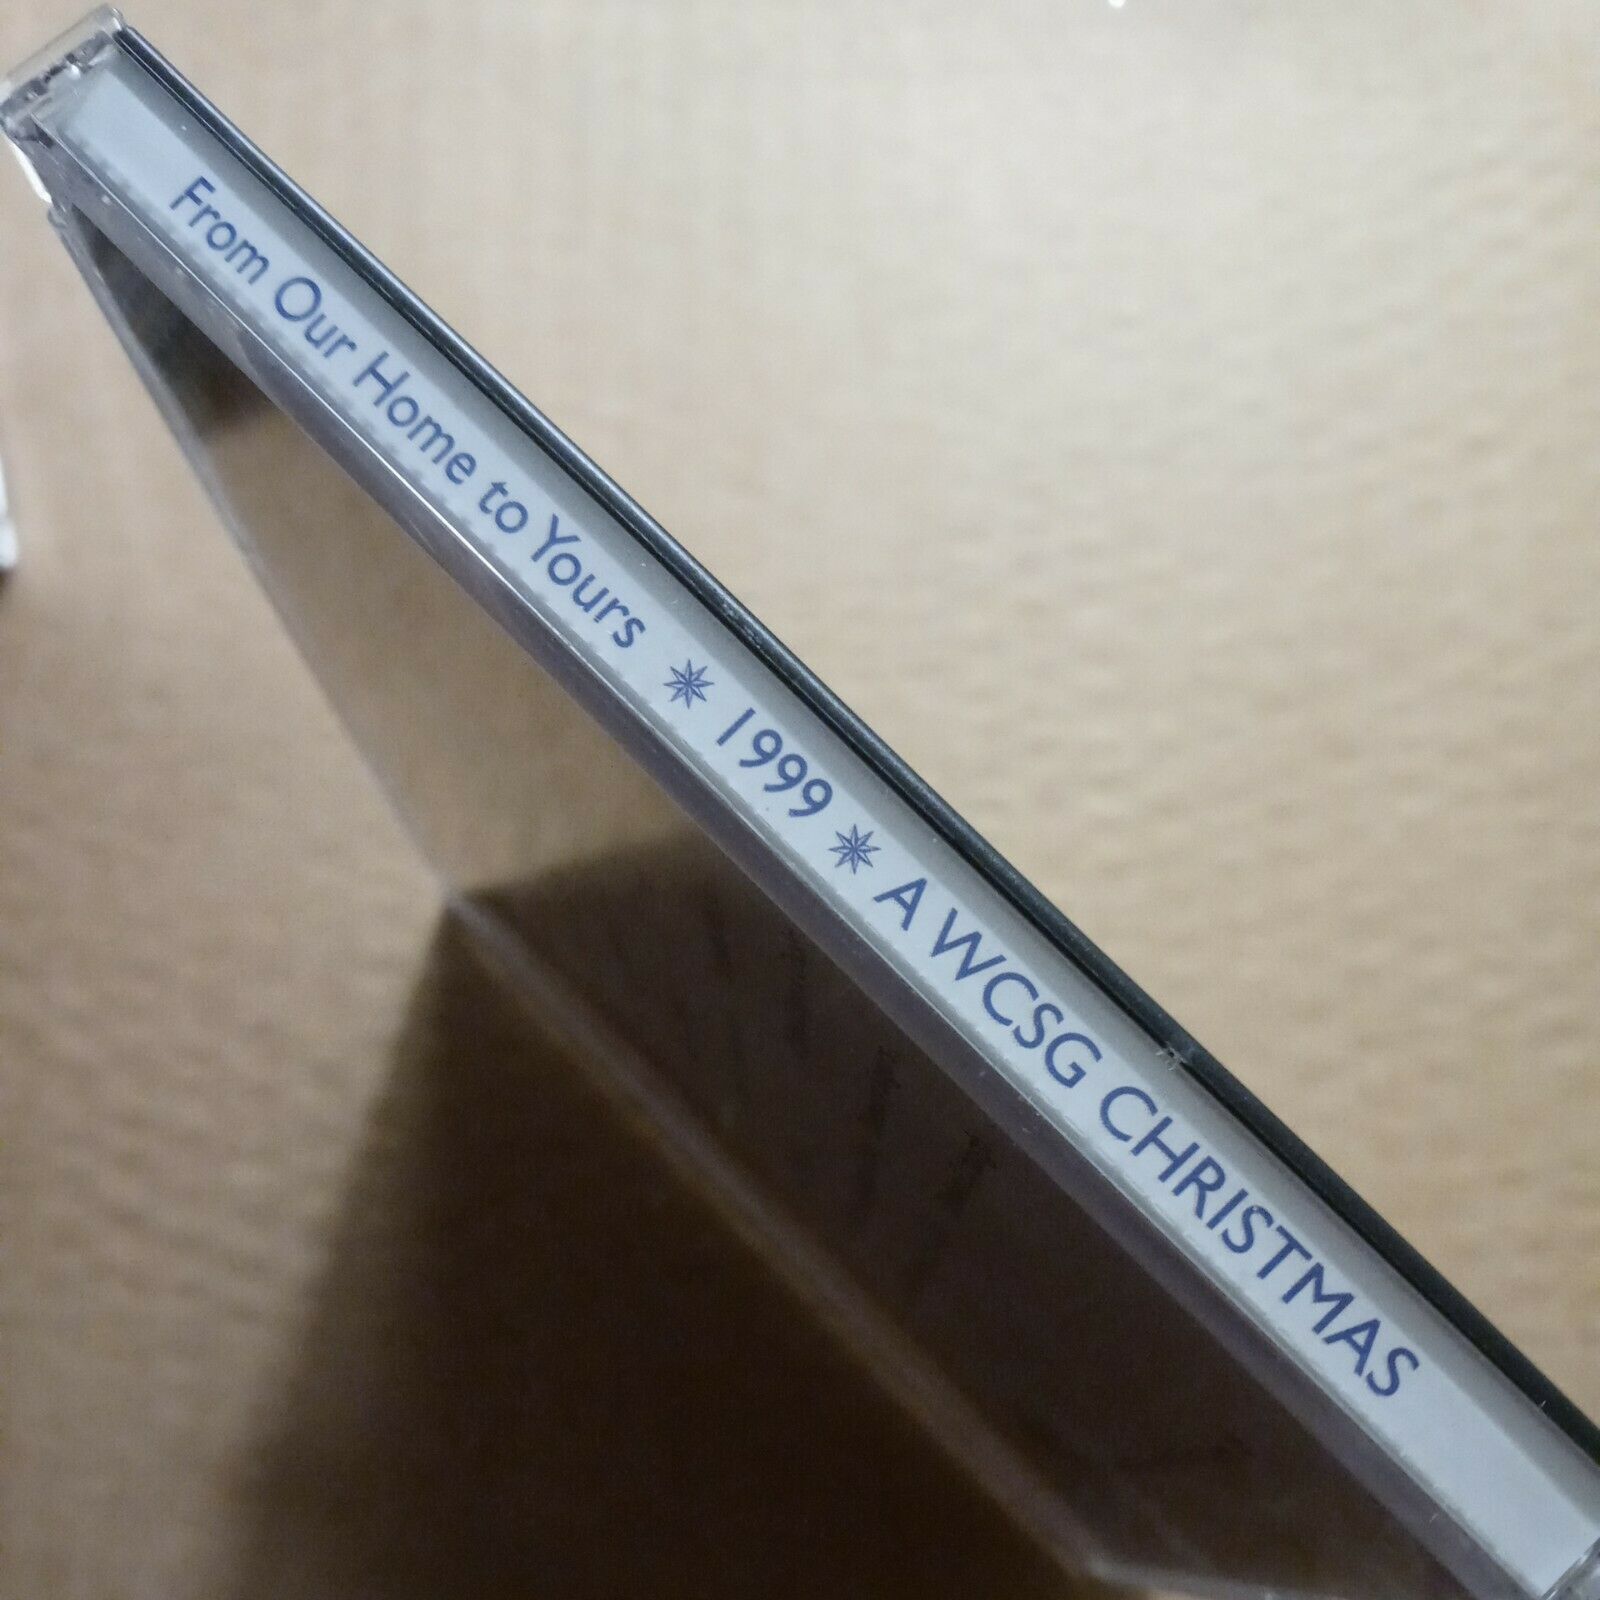 From Our Home to Yours ✴ 1999 ✴ A WCSG CHRISTMAS